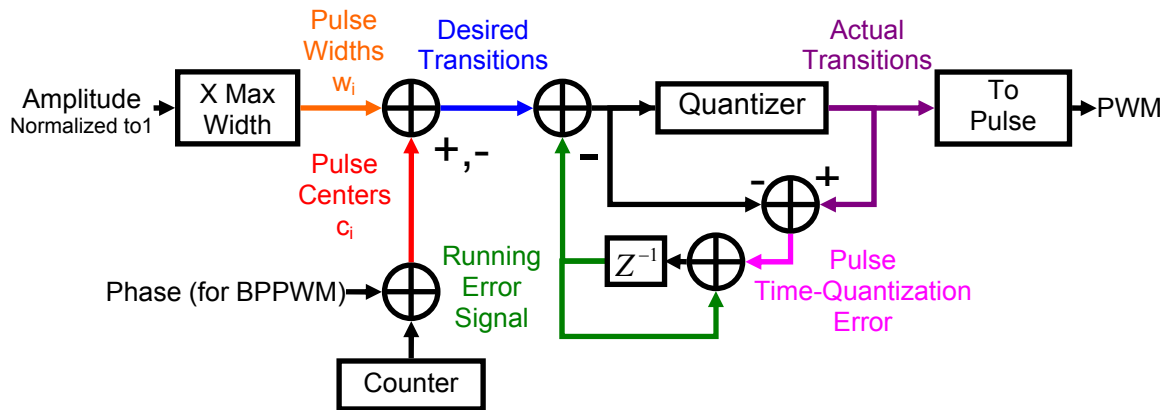 Amplitude
Normalized to1
X Max
Width
Pulse
Widths
wi
Desired
Transitions
+,-
Pulse
Centers
ci
Phase (for BPPWM)
Counter
-
Quantizer
Actual
Transitions
To
Pulse
PWM
-
+
Z−1
Running
Error
Signal
Pulse
Time-Quantization
Error